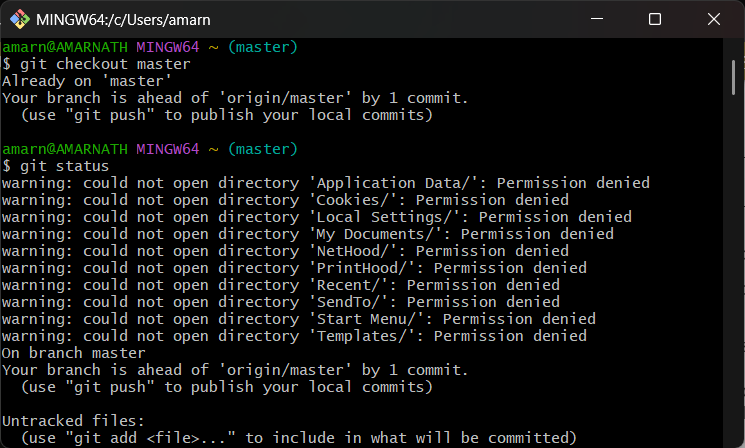 MINGW64:/c/Users/amarn
amarn@AMARNATH MINGW64 ~ (master)
$ git checkout master
Already on 'master'
Your branch is ahead of 'origin/master' by 1 commit.
  (use "git push" to publish your local commits)

amarn@AMARNATH MINGW64 ~ (master)
$ git status
warning: could not open directory 'Application Data/': Permission denied
warning: could not open directory 'Cookies/': Permission denied
warning: could not open directory 'Local Settings/': Permission denied
warning: could not open directory 'My Documents/': Permission denied
warning: could not open directory 'NetHood/': Permission denied
warning: could not open directory 'PrintHood/': Permission denied
warning: could not open directory 'Recent/': Permission denied
warning: could not open directory 'SendTo/': Permission denied
warning: could not open directory 'Start Menu/': Permission denied
warning: could not open directory 'Templates/': Permission denied
On branch master
Your branch is ahead of 'origin/master' by 1 commit.
  (use "git push" to publish your local commits)

Untracked files:
  (use "git add <file>..." to include in what will be committed)